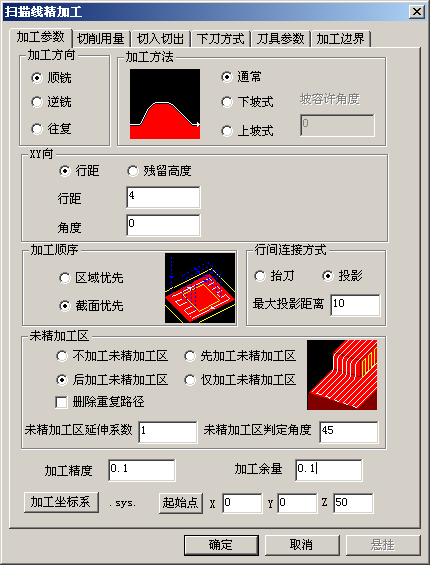 扫描线精加工
加工参数 切削用量 切入切出 下刀方式 刀具参数 加工边界
加工方向
顺铣
逆铣
往复
加工方法
通常
下坡式
上坡式
坡容许角度
0
XY向
行距 残留高度
行距 4
角度 0
加工顺序
区域优先
截面优先
行间连接方式
抬刀 投影
最大投影距离 10
未精加工区
不加工未精加工区 先加工未精加工区
后加工未精加工区 仅加工未精加工区
删除重复路径
未精加工区延伸系数 1 未精加工区判定角度 45
加工精度 0.1 加工余量 0.1
加工坐标系 .sys. 起始点 X 0 Y 0 Z 50
确定 取消 悬挂